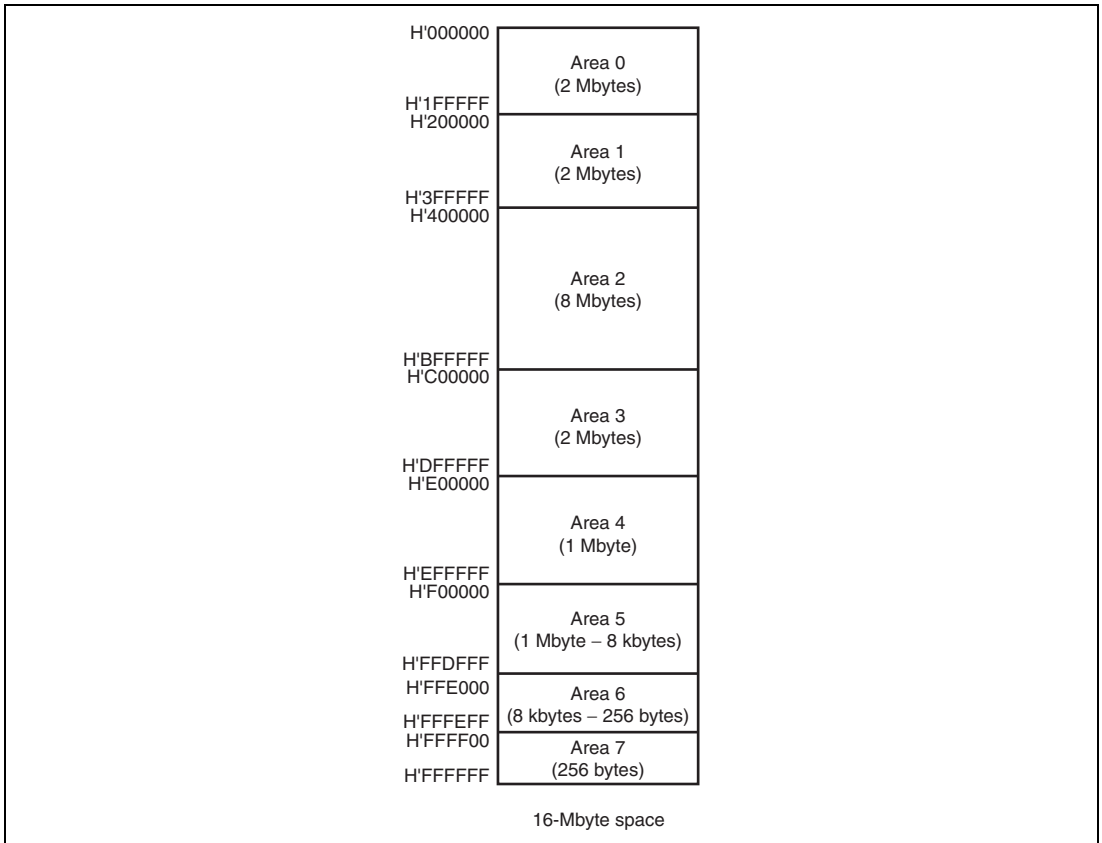 H'000000
Area 0
(2 Mbytes)
H'1FFFFF
H'200000
Area 1
(2 Mbytes)
H'3FFFFF
H'400000
Area 2
(8 Mbytes)
H'BFFFFF
H'C00000
Area 3
(2 Mbytes)
H'DFFFFF
H'E00000
Area 4
(1 Mbyte)
H'EFFFFF
H'F00000
Area 5
(1 Mbyte – 8 kbytes)
H'FFDFFF
H'FFE000
Area 6
(8 kbytes – 256 bytes)
H'FFFEFF
H'FFFF00
Area 7
(256 bytes)
H'FFFFFF
16-Mbyte space